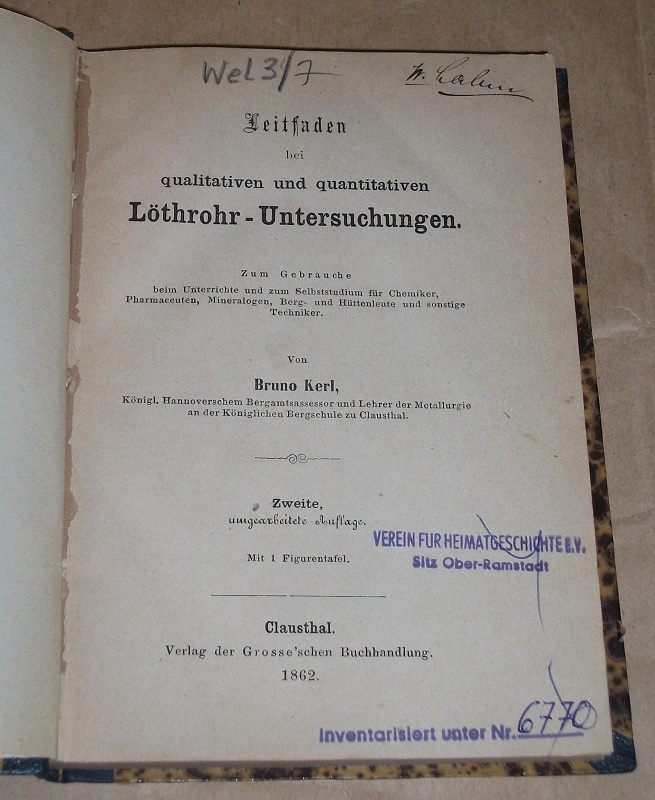 Wel 3/7
Leitfaden
bei
qualitativen und quantitativen
Löthrohr-Untersuchungen.
Zum Gebrauche
beim Unterrichte und zum Selbststudium für Chemiker,
Pharmaceuten, Mineralogen, Berg- und Hüttenleute und sonstige
Techniker.
Von
Bruno Kerl,
Königl. Hannoverschem Bergamtsassessor und Lehrer der Metallurgie
an der Königlichen Bergschule zu Clausthal.
Zweite,
umgearbeitete Auflage.
Mit 1 Figurentafel.
VEREIN FÜR HEIMATGESCHICHTE E.V.
Sitz Ober-Ramstadt
Clausthal.
Verlag der Grosse'schen Buchhandlung.
1862.
Inventarisiert unter Nr. 6770